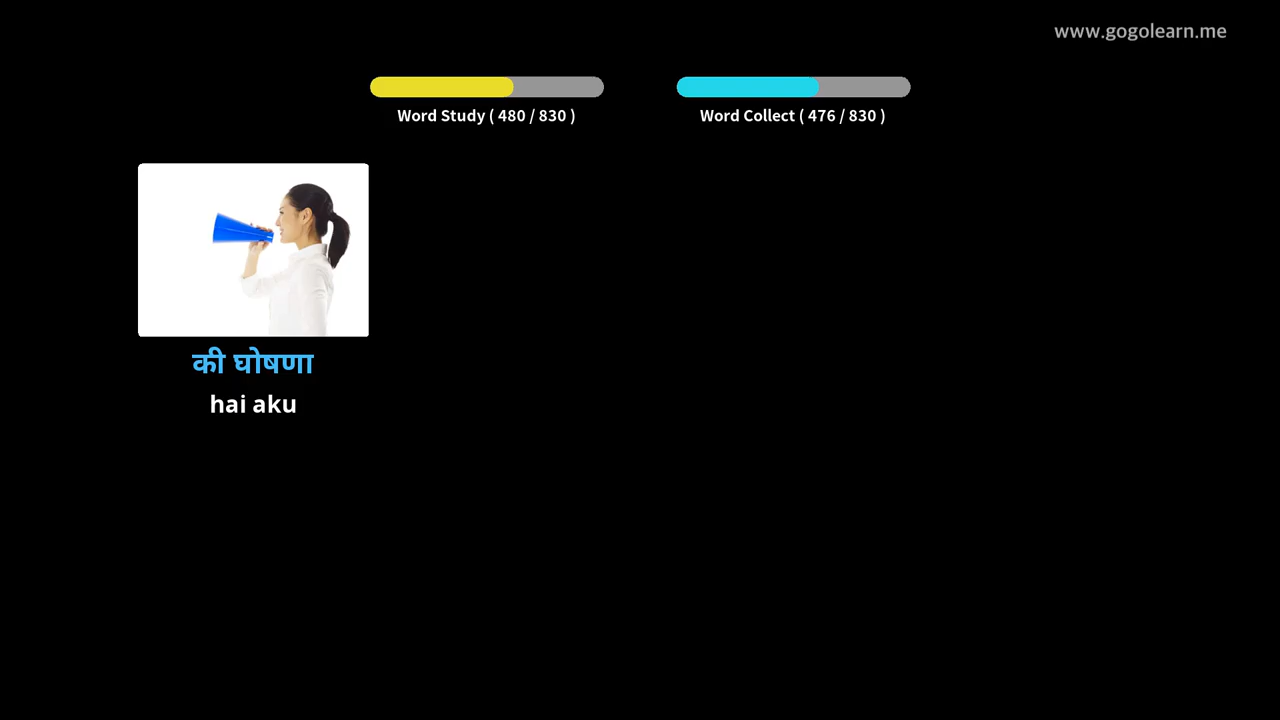 www.gogolearn.me
Word Study ( 480 / 830 )
Word Collect ( 476 / 830 )
की घोषणा
hai aku